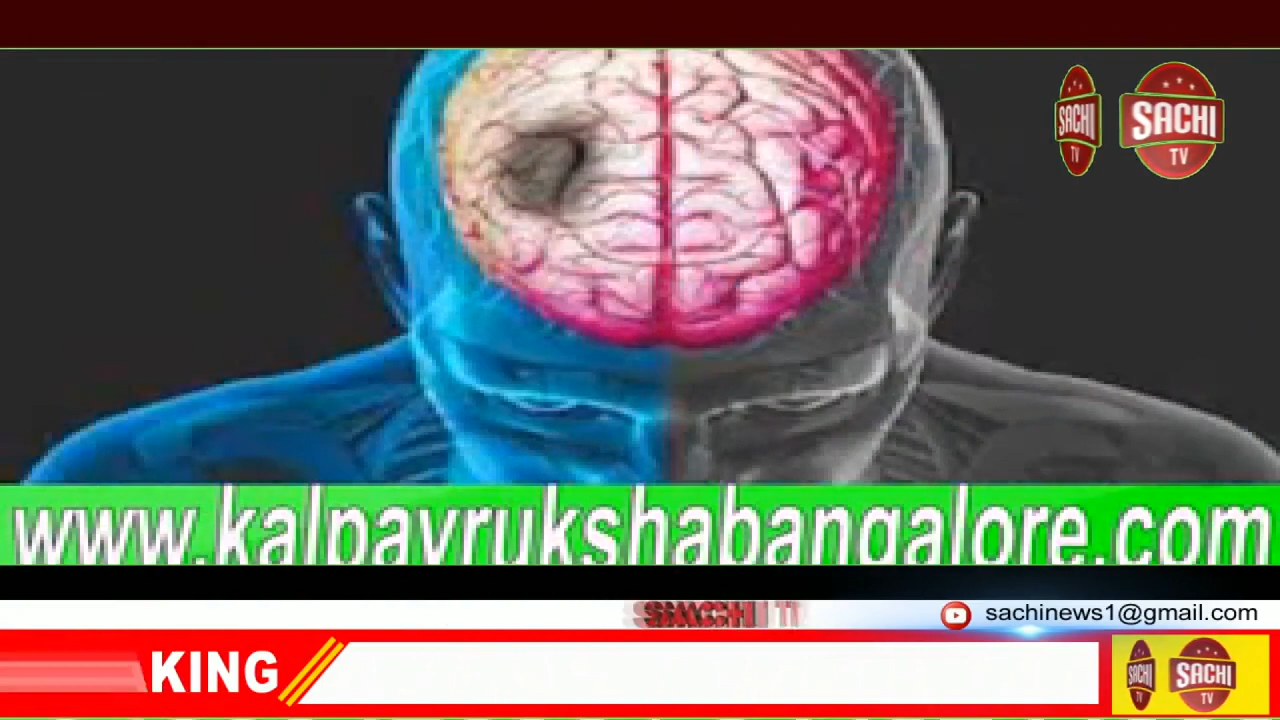 SACHI
TV
SACHI
TV
www.kalpavrukshabangalore.com
sachinews1@gmail.com
KING
SACHI
TV
SACHI
TV